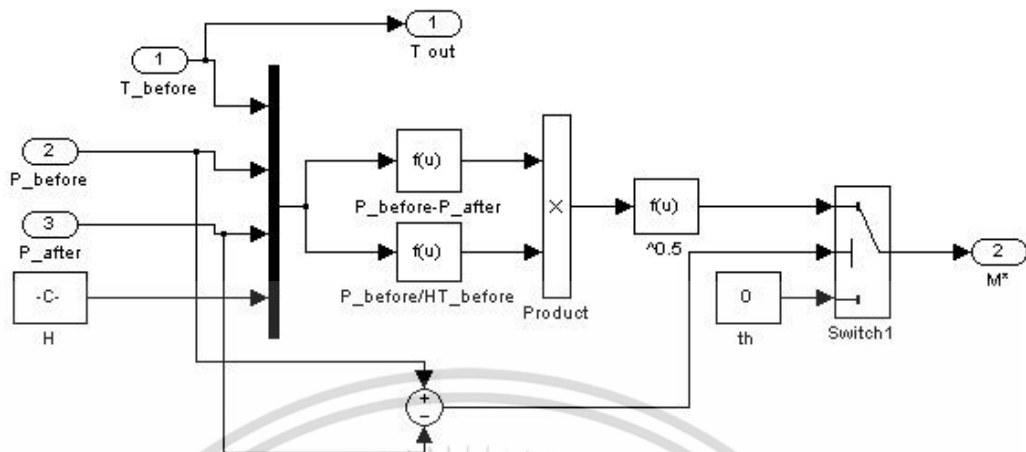 1
T out
1
T_before
2
P_before
3
P_after
-C-
H
f(u)
P_before-P_after
f(u)
P_before/HT_before
×
Product
f(u)
^0.5
0
th
Switch1
2
M*
+
−